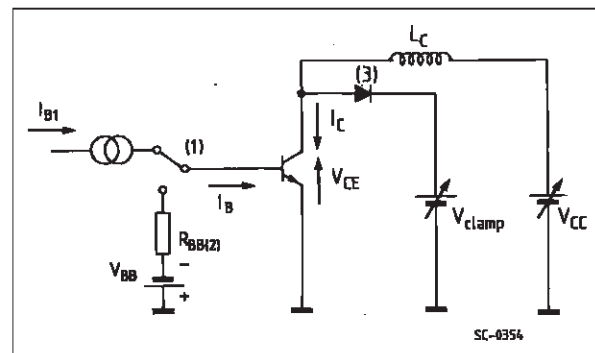 L_C
(3)
I_B1
(1)
I_C
V_CE
I_B
V_clamp
V_CC
R_BB(2)
V_BB
−
+
SC-0354